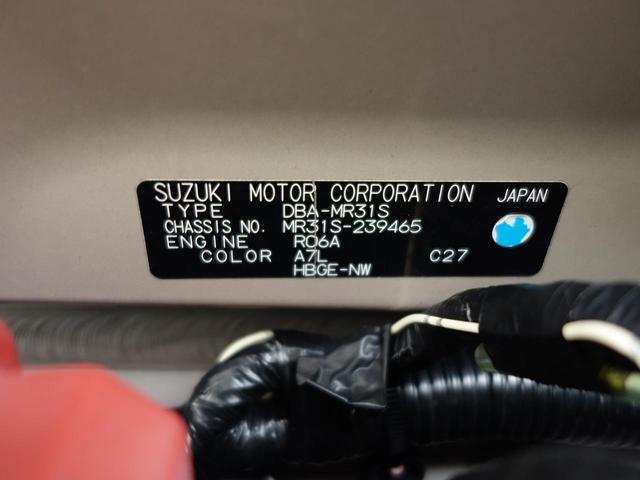 SUZUKI MOTOR CORPORATION JAPAN
TYPE DBA-MR31S
CHASSIS NO. MR31S-239465
ENGINE R06A
COLOR A7L C27
HBGE-NW